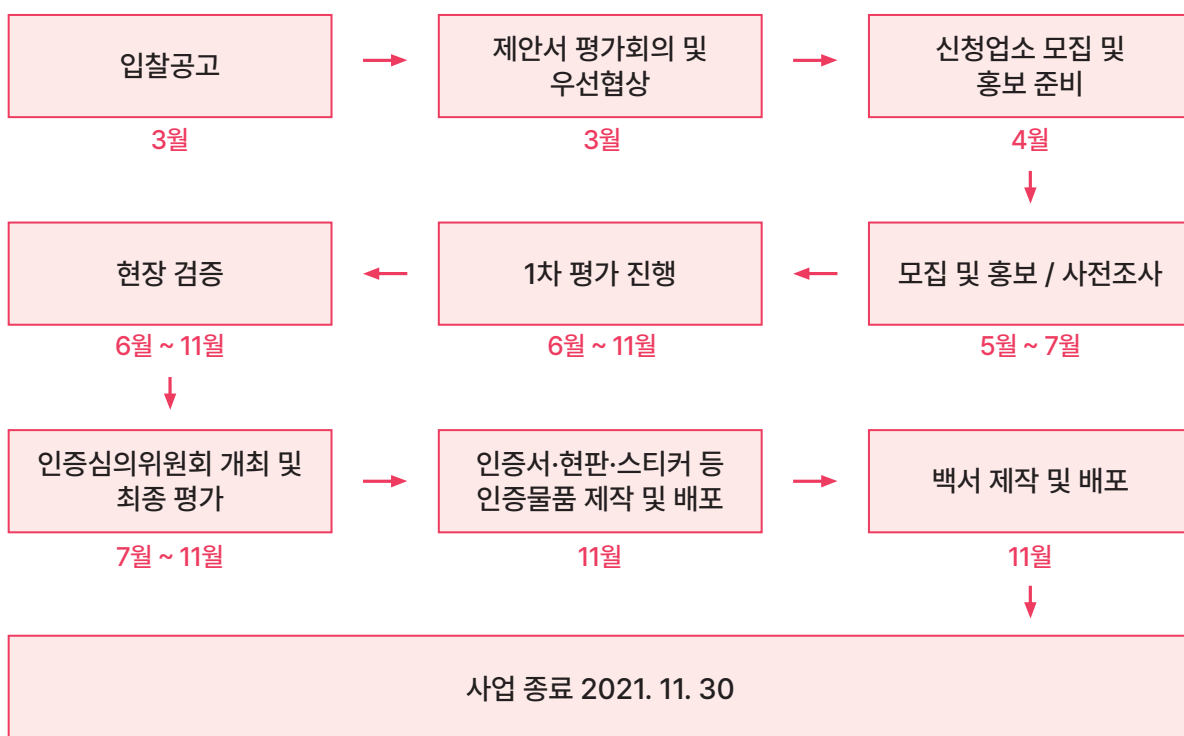 입찰공고
3월
제안서 평가회의 및
우선협상
3월
신청업소 모집 및
홍보 준비
4월
모집 및 홍보 / 사전조사
5월 ~ 7월
1차 평가 진행
6월 ~ 11월
현장 검증
6월 ~ 11월
인증심의위원회 개최 및
최종 평가
7월 ~ 11월
인증서·현판·스티커 등
인증물품 제작 및 배포
11월
백서 제작 및 배포
11월
사업 종료 2021. 11. 30